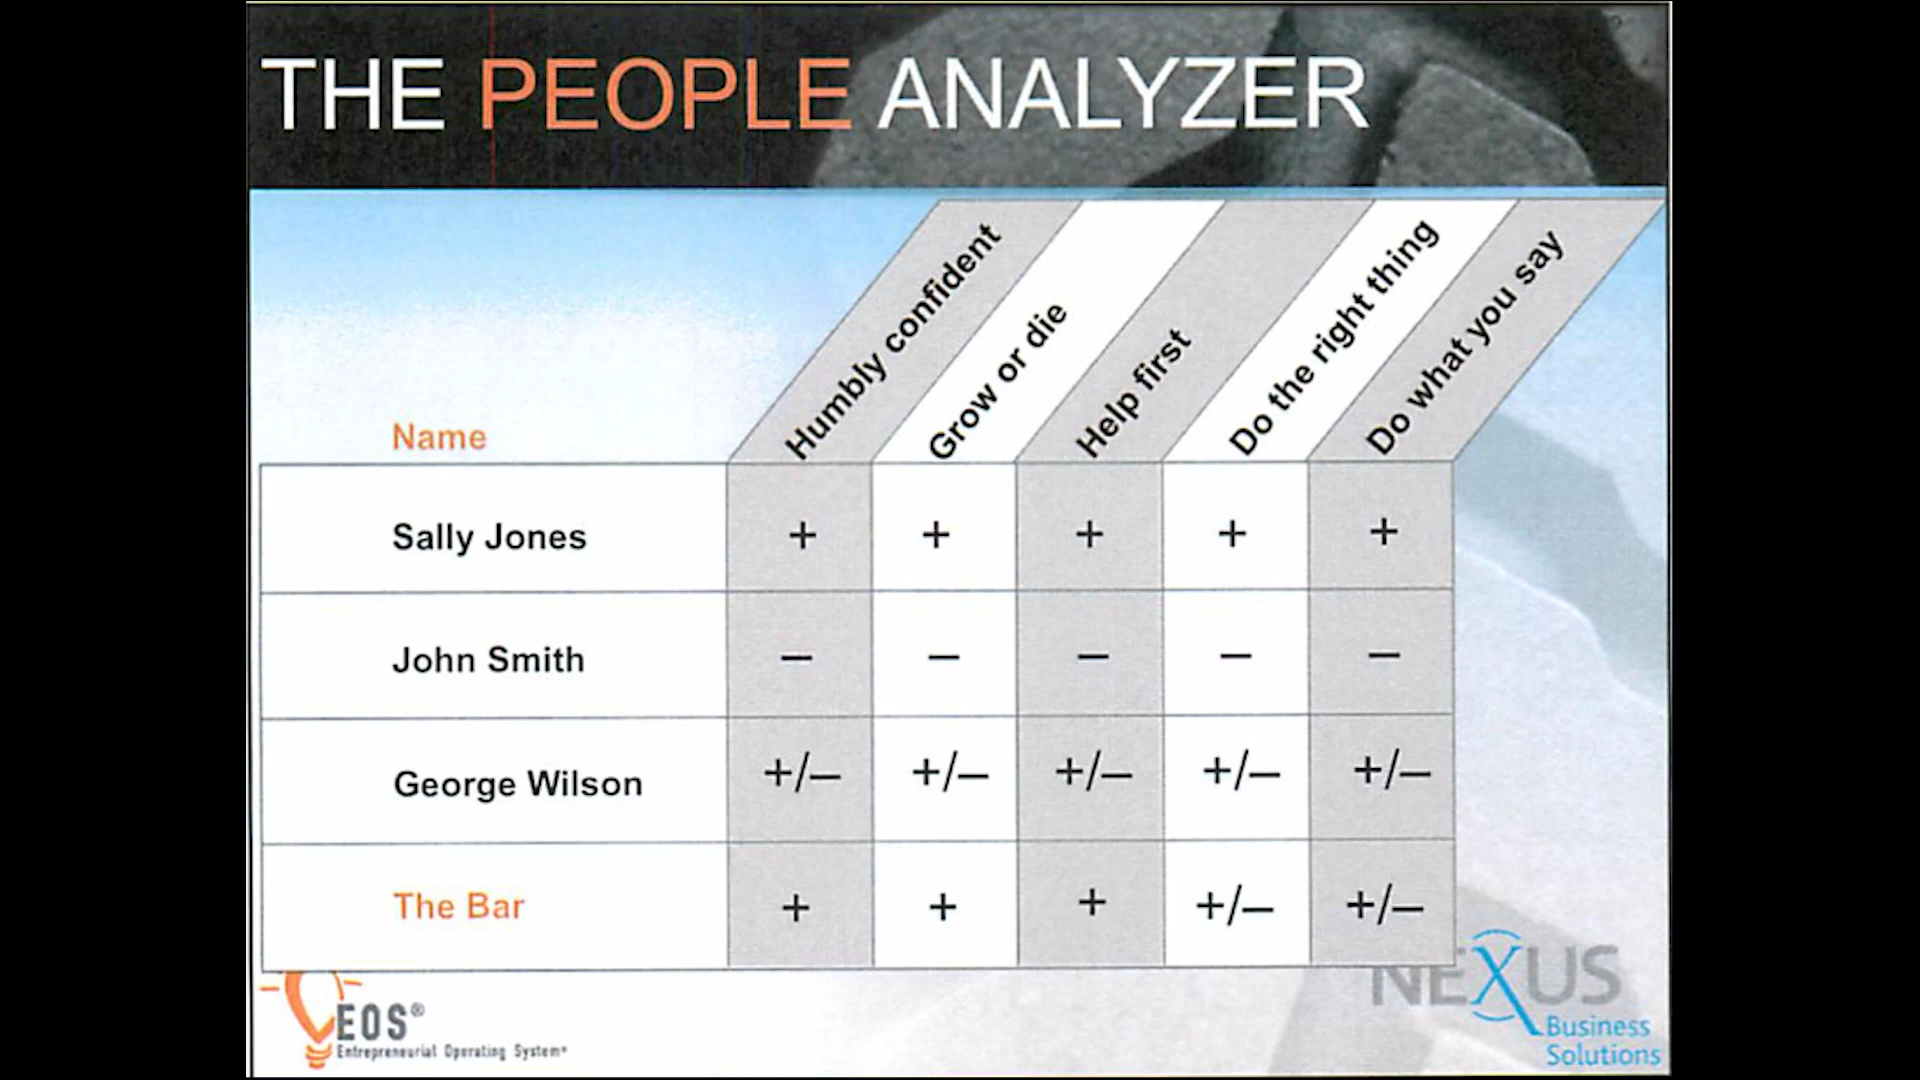 THE PEOPLE ANALYZER
Humbly confident
Grow or die
Help first
Do the right thing
Do what you say
Name
Sally Jones + + + + +
John Smith – – – – –
George Wilson +/– +/– +/– +/– +/–
The Bar + + + +/– +/–
EOS®
Entrepreneurial Operating System®
NEXUS
Business
Solutions